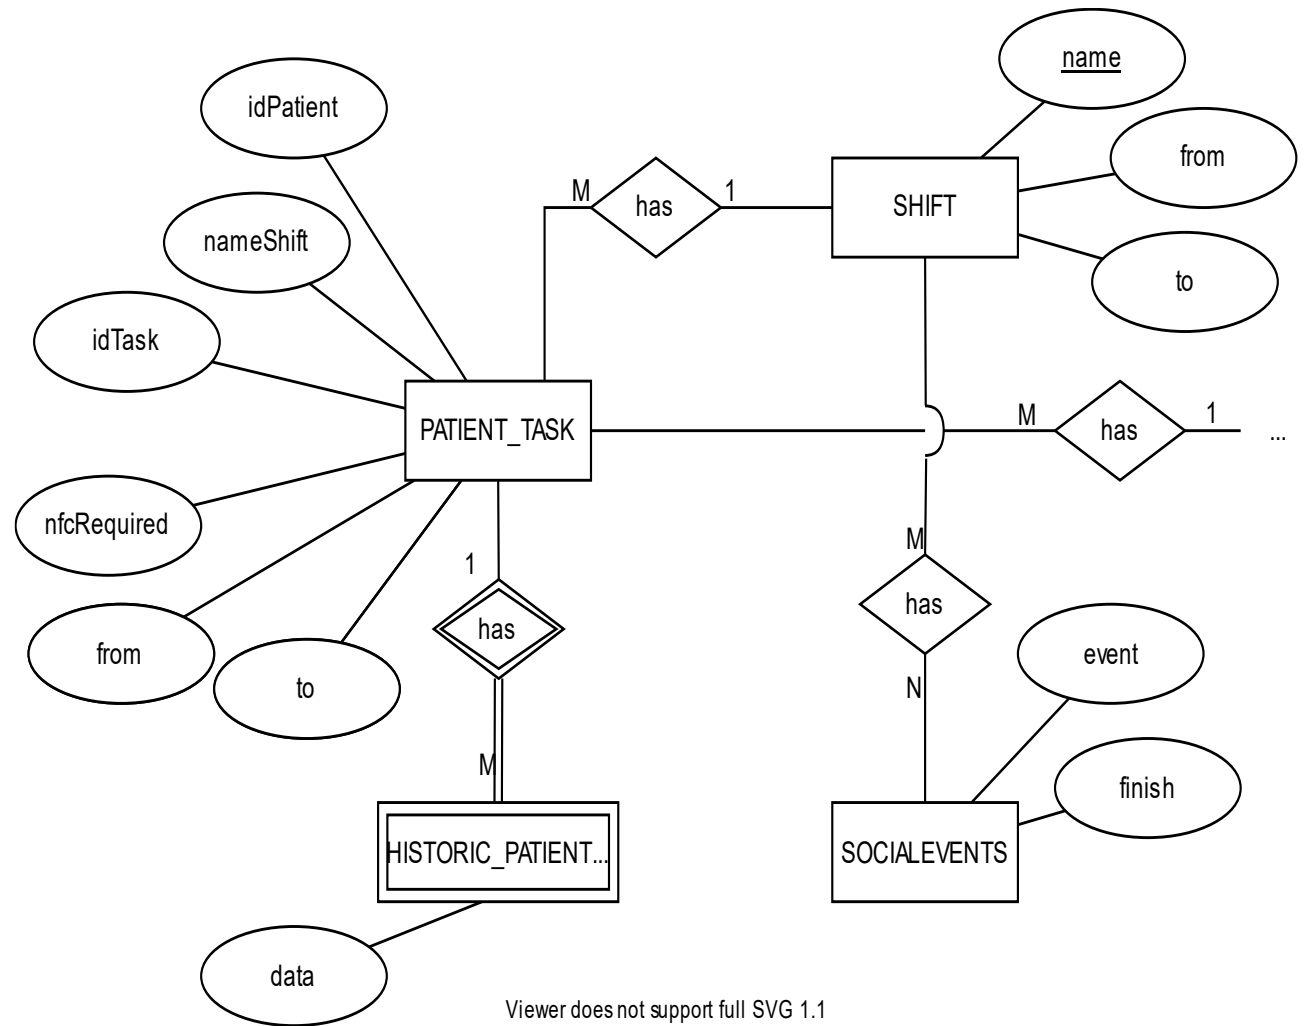 name
idPatient
from
M
has
1
SHIFT
nameShift
to
idTask
M
has
1
...
PATIENT_TASK
nfcRequired
1
M
has
has
from
event
to
N
M
finish
HISTORIC_PATIENT...
SOCIALEVENTS
data
Viewer does not support full SVG 1.1